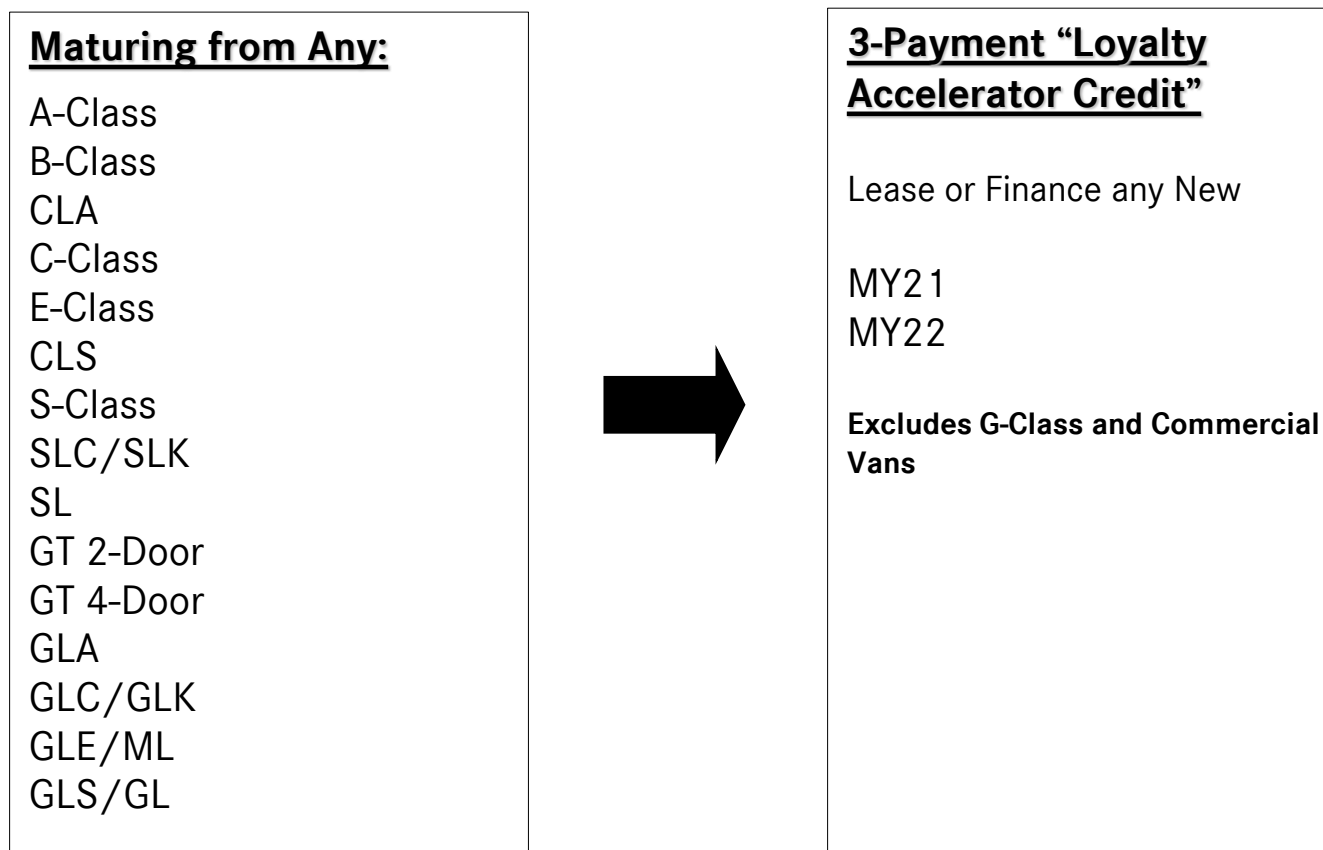 Maturing from Any:
A-Class
B-Class
CLA
C-Class
E-Class
CLS
S-Class
SLC/SLK
SL
GT 2-Door
GT 4-Door
GLA
GLC/GLK
GLE/ML
GLS/GL
3-Payment “Loyalty
Accelerator Credit”
Lease or Finance any New
MY21
MY22
Excludes G-Class and Commercial
Vans